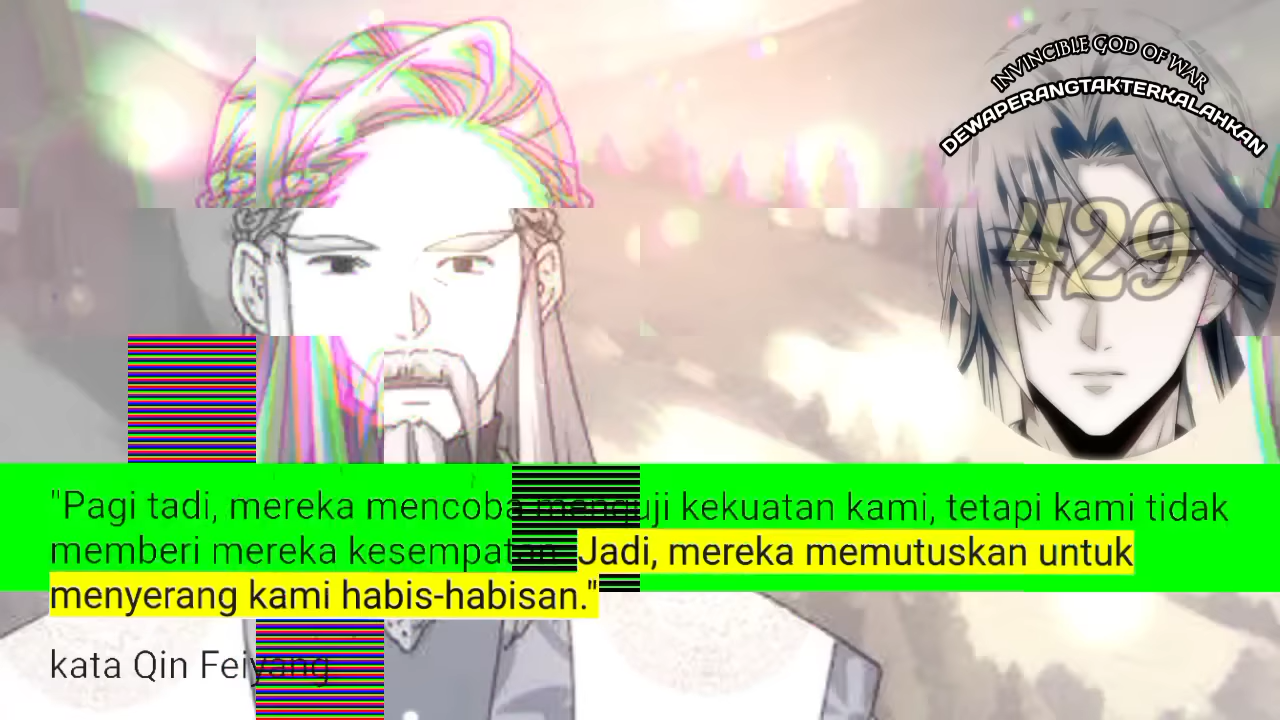 INVINCIBLE GOD OF WAR
DEWAPERANGTAKTERKALAHKAN
429
"Pagi tadi, mereka mencoba menguji kekuatan kami, tetapi kami tidak
memberi mereka kesempatan. Jadi, mereka memutuskan untuk
menyerang kami habis-habisan."
kata Qin Feiyang